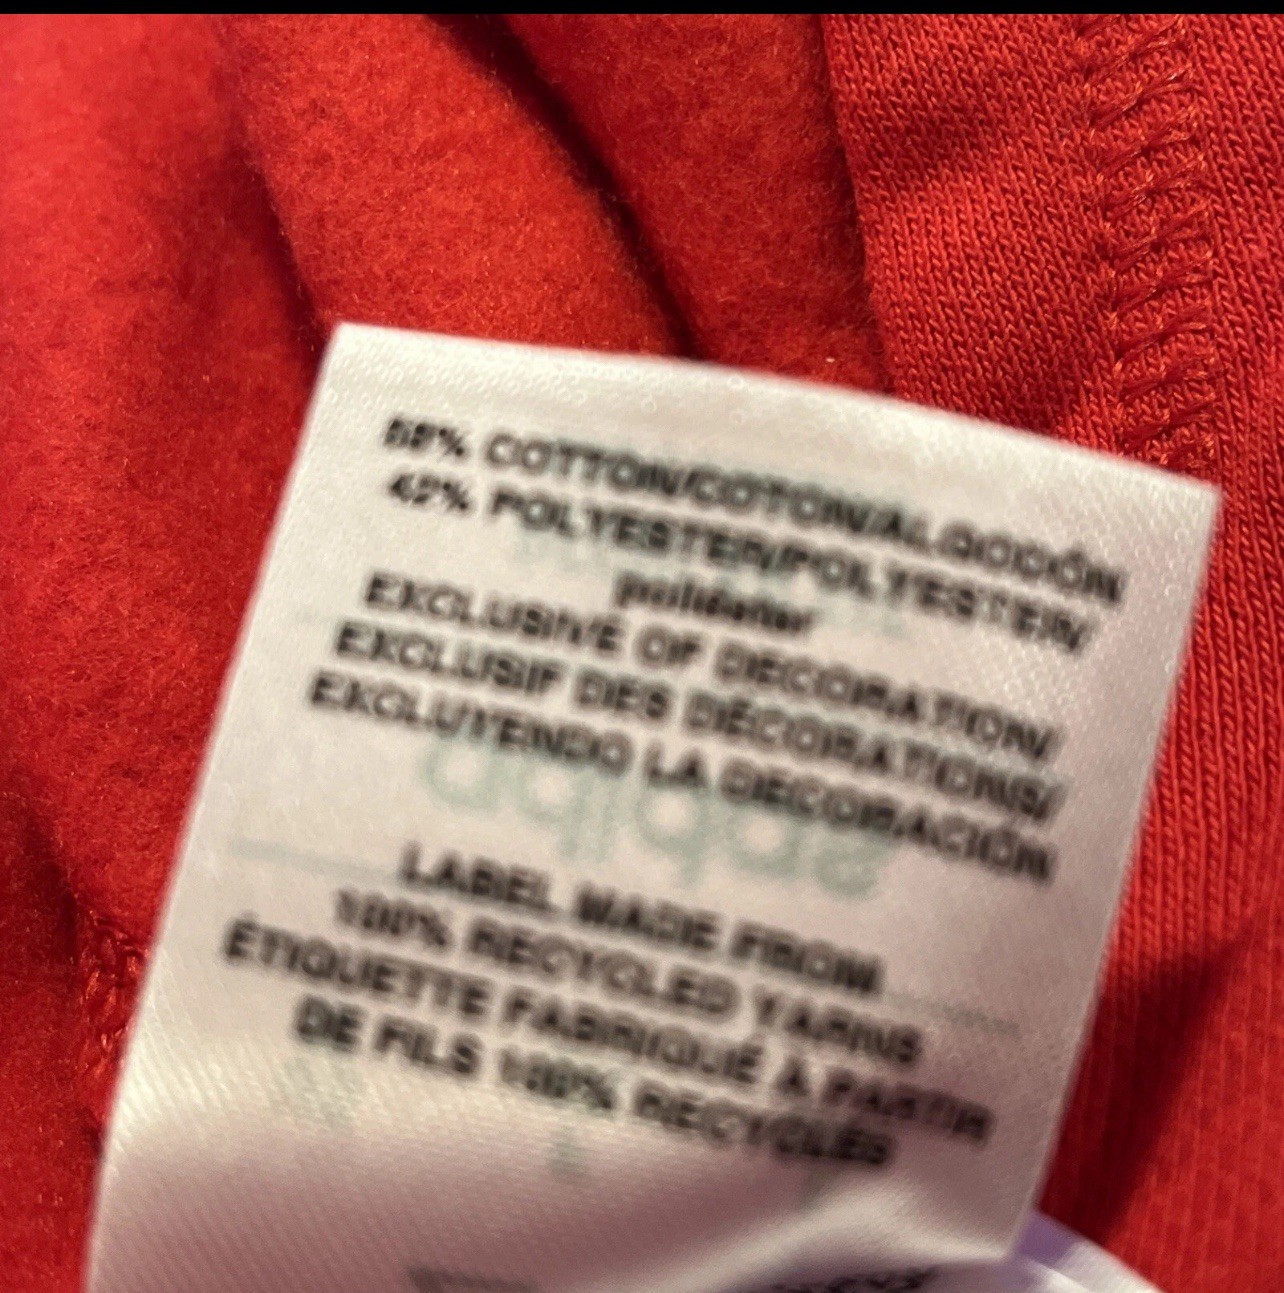 58% COTTON/COTON/ALGODÓN
42% POLYESTER/POLYESTER/
poliéster
EXCLUSIVE OF DECORATION/
EXCLUSIF DES DÉCORATIONS/
EXCLUYENDO LA DECORACIÓN
LABEL MADE FROM
100% RECYCLED YARNS
ÉTIQUETTE FABRIQUÉ À PARTIR
DE FILS 100% RECYCLÉS